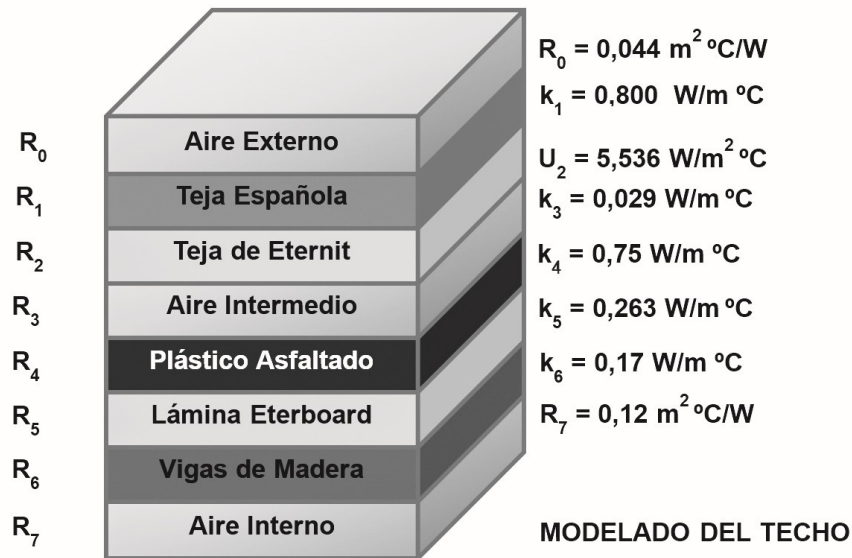 R₀ Aire Externo R₀ = 0,044 m² ºC/W
R₁ Teja Española k₁ = 0,800 W/m ºC
R₂ Teja de Eternit U₂ = 5,536 W/m² ºC
R₃ Aire Intermedio k₃ = 0,029 W/m ºC
R₄ Plástico Asfaltado k₄ = 0,75 W/m ºC
R₅ Lámina Eterboard k₅ = 0,263 W/m ºC
R₆ Vigas de Madera k₆ = 0,17 W/m ºC
R₇ Aire Interno R₇ = 0,12 m² ºC/W
MODELADO DEL TECHO